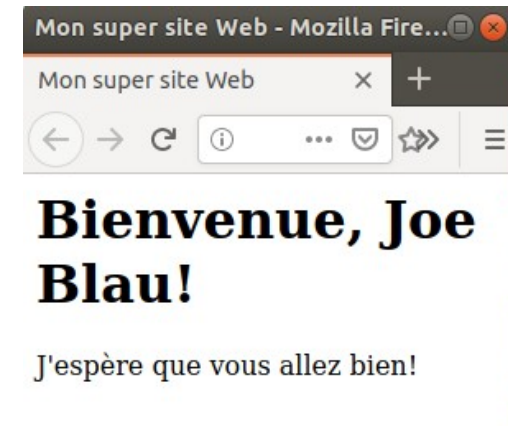 Mon super site Web - Mozilla Fire...
Mon super site Web
Bienvenue, Joe
Blau!
J'espère que vous allez bien!